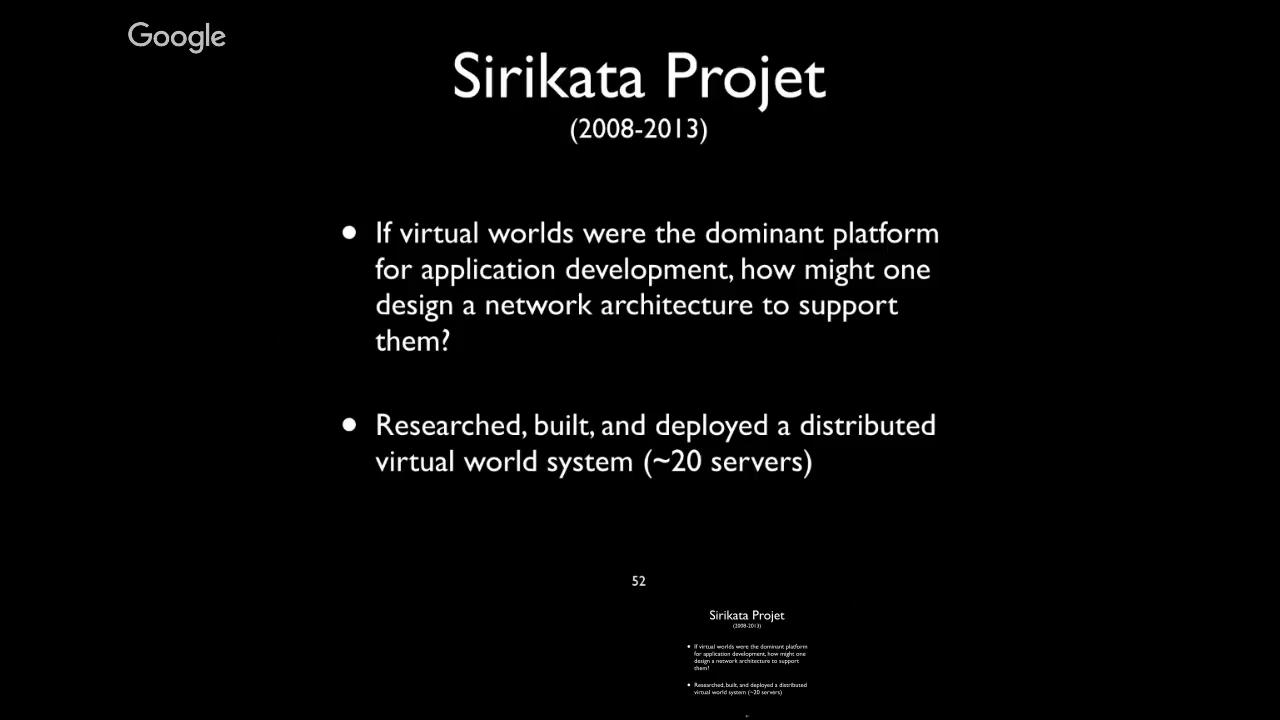 Google
Sirikata Projet
(2008-2013)
• If virtual worlds were the dominant platform
for application development, how might one
design a network architecture to support
them?
• Researched, built, and deployed a distributed
virtual world system (~20 servers)
52
Sirikata Projet
(2008-2013)
• If virtual worlds were the dominant platform
for application development, how might one
design a network architecture to support
them?
• Researched, built, and deployed a distributed
virtual world system (~20 servers)